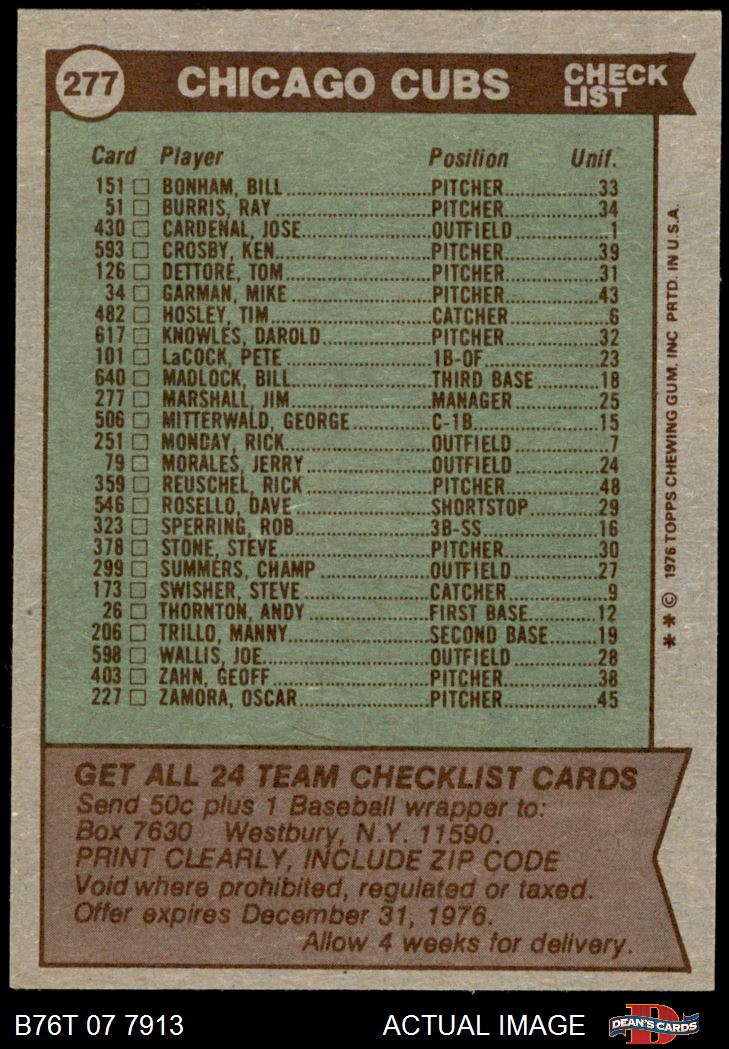 277 CHICAGO CUBS CHECK LIST
Card Player Position Unif.
151 □ BONHAM, BILL PITCHER 33
51 □ BURRIS, RAY PITCHER 34
430 □ CARDENAL, JOSE OUTFIELD 1
593 □ CROSBY, KEN PITCHER 39
126 □ DETTORE, TOM PITCHER 31
34 □ GARMAN, MIKE PITCHER 43
482 □ HOSLEY, TIM CATCHER 6
617 □ KNOWLES, DAROLD PITCHER 32
101 □ LaCOCK, PETE 1B-OF 23
640 □ MADLOCK, BILL THIRD BASE 18
277 □ MARSHALL, JIM MANAGER 25
506 □ MITTERWALD, GEORGE C-1B 15
251 □ MONDAY, RICK OUTFIELD 7
79 □ MORALES, JERRY OUTFIELD 24
359 □ REUSCHEL, RICK PITCHER 48
546 □ ROSELLO, DAVE SHORTSTOP 29
323 □ SPERRING, ROB 3B-SS 16
378 □ STONE, STEVE PITCHER 30
299 □ SUMMERS, CHAMP OUTFIELD 27
173 □ SWISHER, STEVE CATCHER 9
26 □ THORNTON, ANDY FIRST BASE 12
206 □ TRILLO, MANNY SECOND BASE 19
598 □ WALLIS, JOE OUTFIELD 28
403 □ ZAHN, GEOFF PITCHER 38
227 □ ZAMORA, OSCAR PITCHER 45
** © 1976 TOPPS CHEWING GUM, INC PRTD. IN U.S.A.
GET ALL 24 TEAM CHECKLIST CARDS
Send 50c plus 1 Baseball wrapper to:
Box 7630 Westbury, N.Y. 11590.
PRINT CLEARLY, INCLUDE ZIP CODE
Void where prohibited, regulated or taxed.
Offer expires December 31, 1976.
Allow 4 weeks for delivery.
B76T 07 7913 ACTUAL IMAGE D DEAN'S CARDS